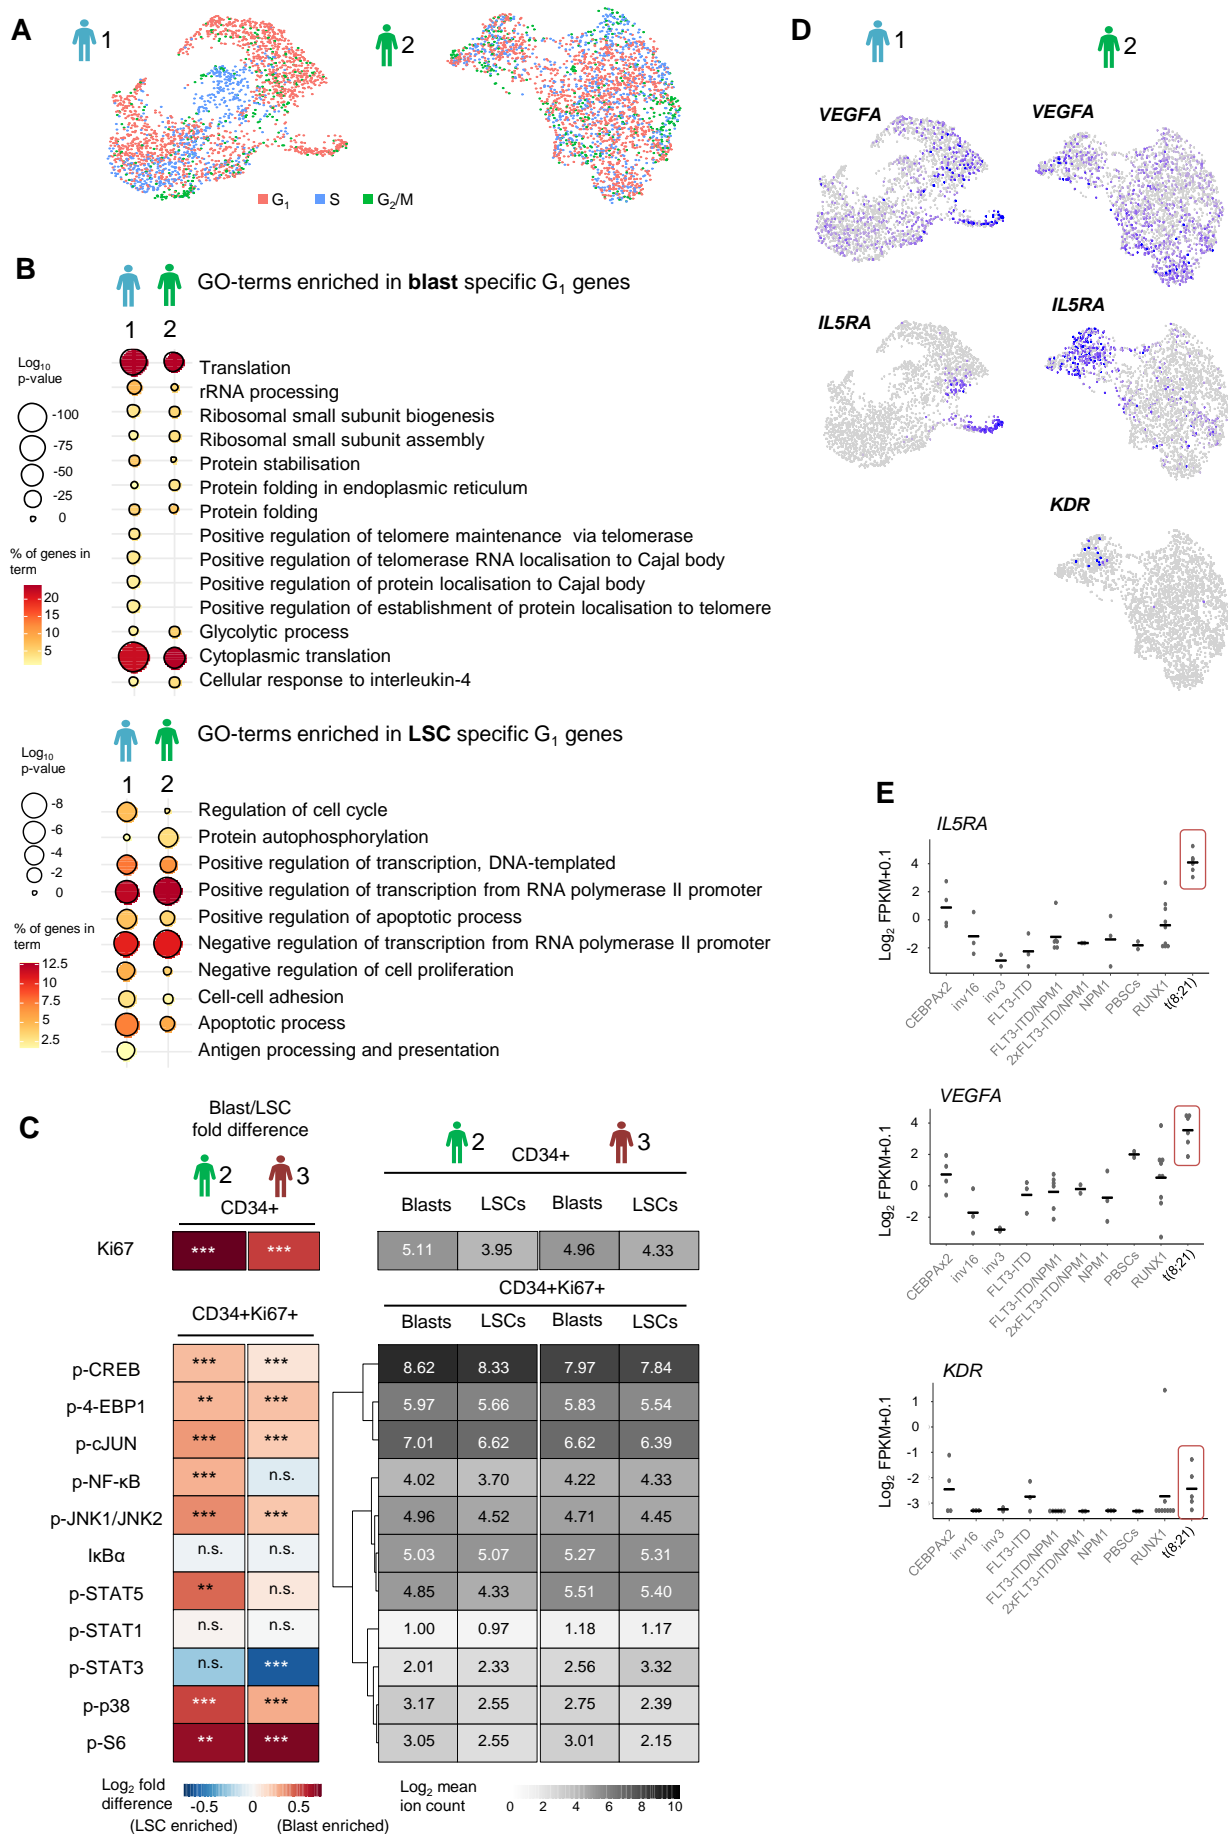 A
1
2
G1 S G2/M
B
GO-terms enriched in blast specific G1 genes
1 2
Log10
p-value
-100
-75
-50
-25
0
% of genes in
term
20
15
10
5
Translation
rRNA processing
Ribosomal small subunit biogenesis
Ribosomal small subunit assembly
Protein stabilisation
Protein folding in endoplasmic reticulum
Protein folding
Positive regulation of telomere maintenance via telomerase
Positive regulation of telomerase RNA localisation to Cajal body
Positive regulation of protein localisation to Cajal body
Positive regulation of establishment of protein localisation to telomere
Glycolytic process
Cytoplasmic translation
Cellular response to interleukin-4
GO-terms enriched in LSC specific G1 genes
1 2
Log10
p-value
-8
-6
-4
-2
0
% of genes in
term
12.5
10
7.5
5
2.5
Regulation of cell cycle
Protein autophosphorylation
Positive regulation of transcription, DNA-templated
Positive regulation of transcription from RNA polymerase II promoter
Positive regulation of apoptotic process
Negative regulation of transcription from RNA polymerase II promoter
Negative regulation of cell proliferation
Cell-cell adhesion
Apoptotic process
Antigen processing and presentation
C
Blast/LSC
fold difference
2 3
CD34+
2 3
CD34+
Blasts LSCs Blasts LSCs
Ki67 *** *** 5.11 3.95 4.96 4.33
CD34+Ki67+
CD34+Ki67+
Blasts LSCs Blasts LSCs
p-CREB *** *** 8.62 8.33 7.97 7.84
p-4-EBP1 ** *** 5.97 5.66 5.83 5.54
p-cJUN *** *** 7.01 6.62 6.62 6.39
p-NF-κB *** n.s. 4.02 3.70 4.22 4.33
p-JNK1/JNK2 *** *** 4.96 4.52 4.71 4.45
IκBα n.s. n.s. 5.03 5.07 5.27 5.31
p-STAT5 ** n.s. 4.85 4.33 5.51 5.40
p-STAT1 n.s. n.s. 1.00 0.97 1.18 1.17
p-STAT3 n.s. *** 2.01 2.33 2.56 3.32
p-p38 *** *** 3.17 2.55 2.75 2.39
p-S6 ** *** 3.05 2.55 3.01 2.15
Log2 fold
difference
-0.5 0 0.5
(LSC enriched) (Blast enriched)
Log2 mean
ion count
0 2 4 6 8 10
D
1
2
VEGFA
VEGFA
IL5RA
IL5RA
KDR
E
IL5RA
Log2 FPKM+0.1
4
2
0
-2
CEBPAx2
inv16
inv3
FLT3-ITD
FLT3-ITD/NPM1
2xFLT3-ITD/NPM1
NPM1
PBSCs
RUNX1
t(8;21)
VEGFA
Log2 FPKM+0.1
4
2
0
-2
CEBPAx2
inv16
inv3
FLT3-ITD
FLT3-ITD/NPM1
2xFLT3-ITD/NPM1
NPM1
PBSCs
RUNX1
t(8;21)
KDR
Log2 FPKM+0.1
1
0
-1
-2
-3
CEBPAx2
inv16
inv3
FLT3-ITD
FLT3-ITD/NPM1
2xFLT3-ITD/NPM1
NPM1
PBSCs
RUNX1
t(8;21)